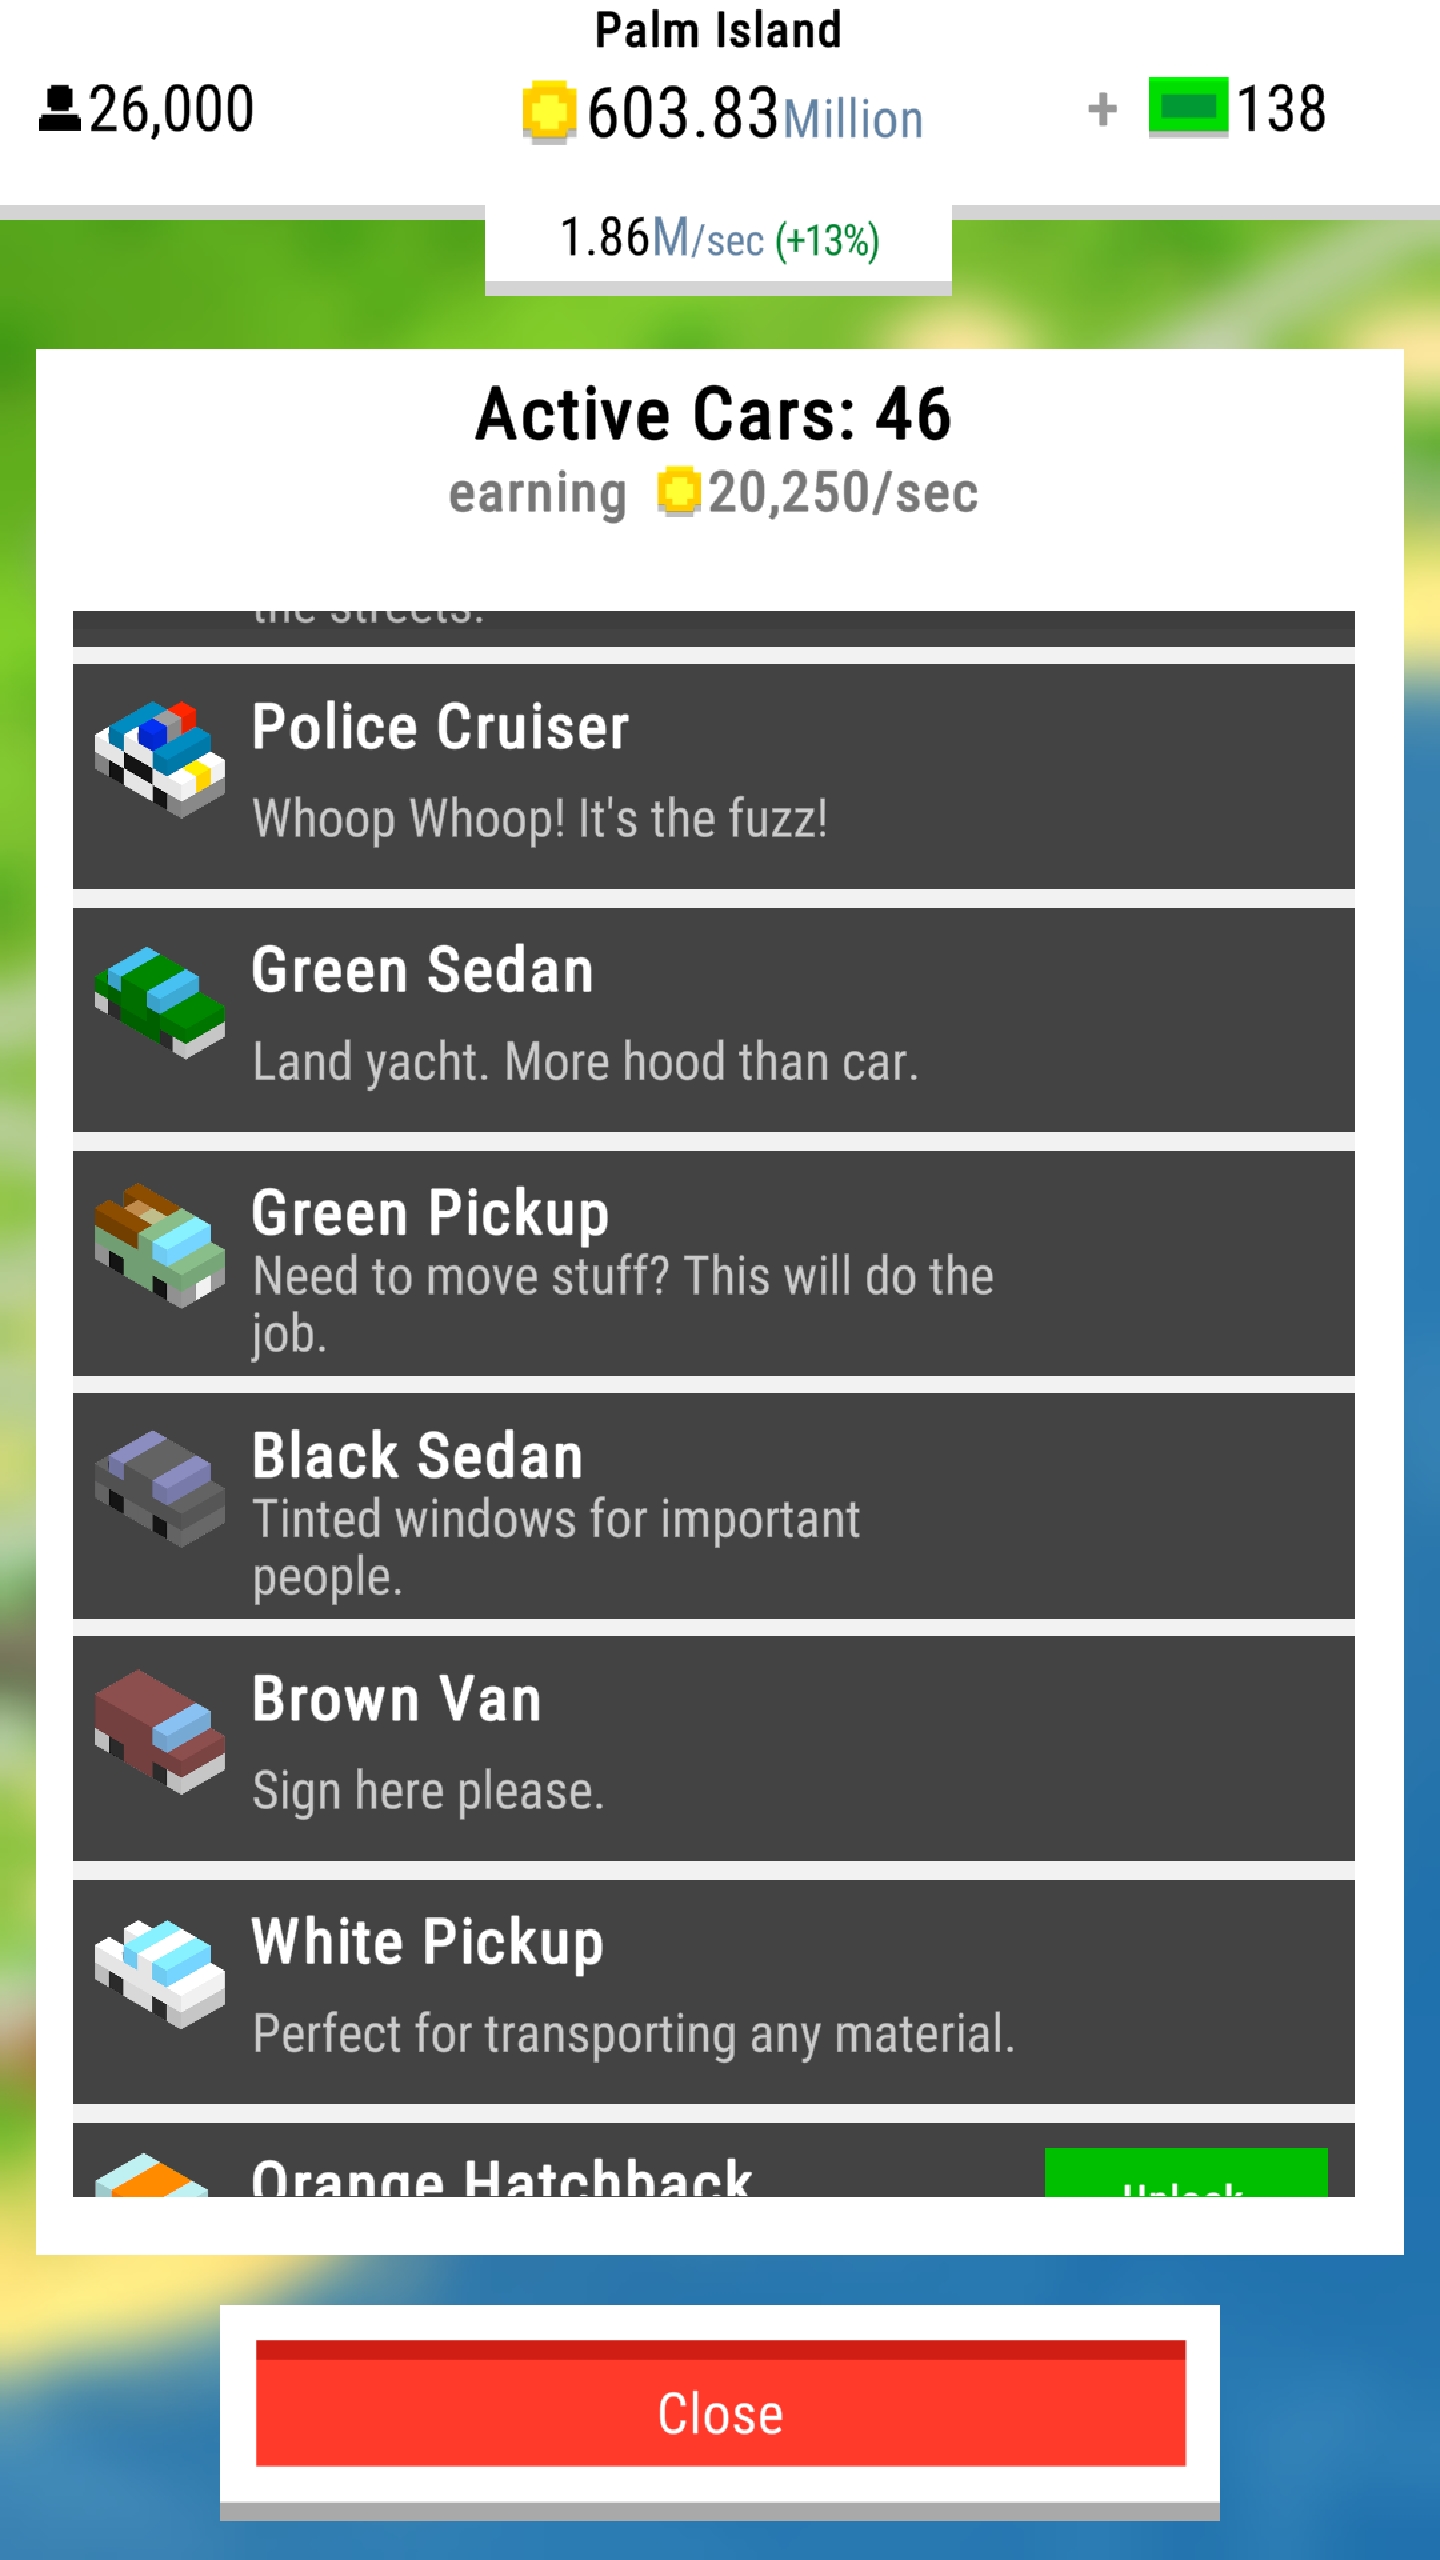 Palm Island
26,000
603.83Million
+ 138
1.86M/sec (+13%)
Active Cars: 46
earning 20,250/sec
the streets.
Police Cruiser
Whoop Whoop! It's the fuzz!
Green Sedan
Land yacht. More hood than car.
Green Pickup
Need to move stuff? This will do the
job.
Black Sedan
Tinted windows for important
people.
Brown Van
Sign here please.
White Pickup
Perfect for transporting any material.
Orange Hatchback
Unlock
Close